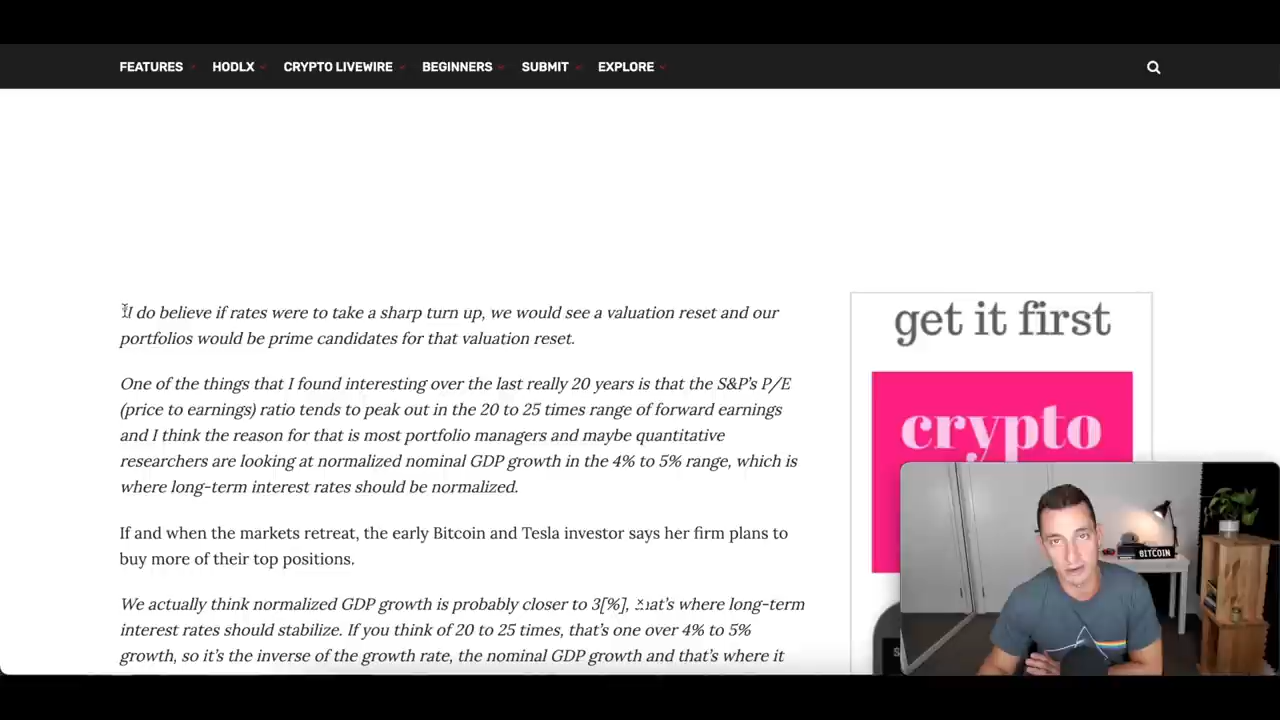 FEATURES HODLX CRYPTO LIVEWIRE BEGINNERS SUBMIT EXPLORE
I do believe if rates were to take a sharp turn up, we would see a valuation reset and our
portfolios would be prime candidates for that valuation reset.
One of the things that I found interesting over the last really 20 years is that the S&P's P/E
(price to earnings) ratio tends to peak out in the 20 to 25 times range of forward earnings
and I think the reason for that is most portfolio managers and maybe quantitative
researchers are looking at normalized nominal GDP growth in the 4% to 5% range, which is
where long-term interest rates should be normalized.
If and when the markets retreat, the early Bitcoin and Tesla investor says her firm plans to
buy more of their top positions.
We actually think normalized GDP growth is probably closer to 3[%], that's where long-term
interest rates should stabilize. If you think of 20 to 25 times, that's one over 4% to 5%
growth, so it's the inverse of the growth rate, the nominal GDP growth and that's where it
get it first
crypto
BITCOIN